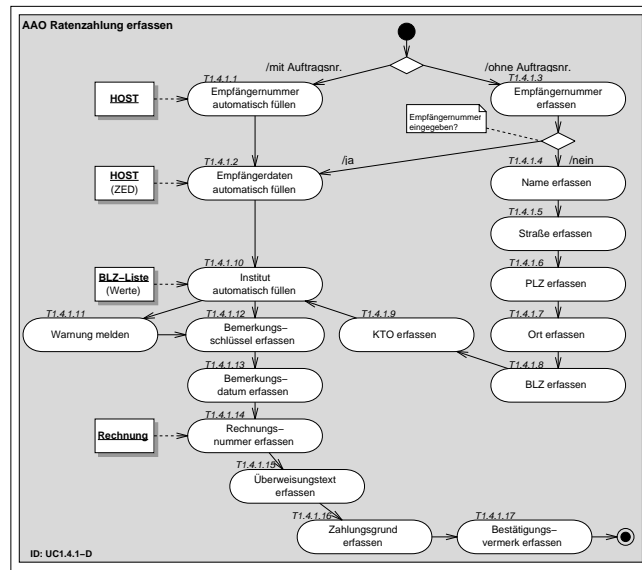 AAO Ratenzahlung erfassen
/mit Auftragsnr.
/ohne Auftragsnr.
T1.4.1.1
T1.4.1.3
HOST
Empfängernummer
automatisch füllen
Empfängernummer
erfassen
Empfängernummer
eingegeben?
T1.4.1.2
/ja
T1.4.1.4
/nein
HOST
(ZED)
Empfängerdaten
automatisch füllen
Name erfassen
T1.4.1.5
Straße erfassen
T1.4.1.10
T1.4.1.6
BLZ–Liste
(Werte)
Institut
automatisch füllen
PLZ erfassen
T1.4.1.11
T1.4.1.12
T1.4.1.9
T1.4.1.7
Warnung melden
Bemerkungs–
schlüssel erfassen
KTO erfassen
Ort erfassen
T1.4.1.13
T1.4.1.8
Bemerkungs–
datum erfassen
BLZ erfassen
T1.4.1.14
Rechnung
Rechnungs–
nummer erfassen
T1.4.1.15
Überweisungstext
erfassen
T1.4.1.16
T1.4.1.17
Zahlungsgrund
erfassen
Bestätigungs–
vermerk erfassen
ID: UC1.4.1–D